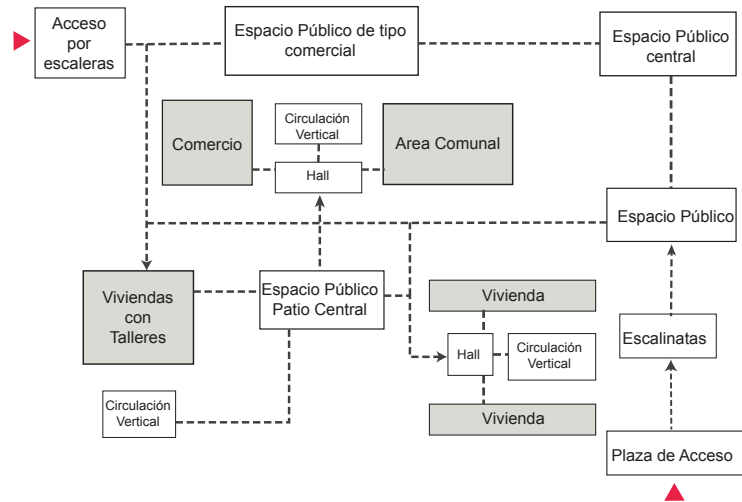 Acceso
por
escaleras
Espacio Público de tipo
comercial
Espacio Público
central
Comercio
Circulación
Vertical
Hall
Area Comunal
Espacio Público
Viviendas
con
Talleres
Espacio Público
Patio Central
Vivienda
Hall
Circulación
Vertical
Vivienda
Escalinatas
Circulación
Vertical
Plaza de Acceso